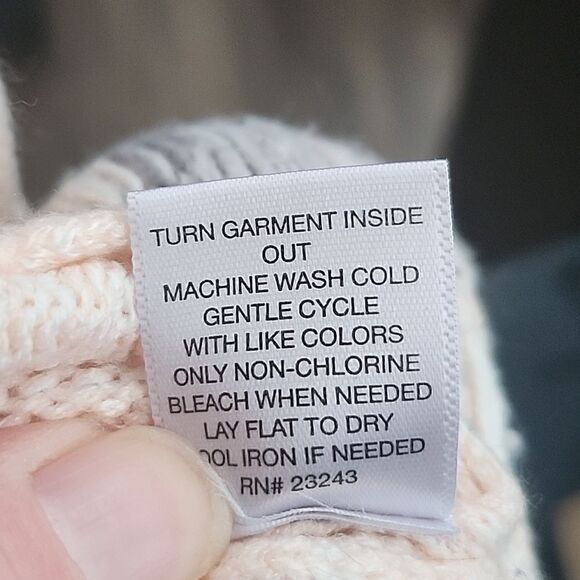 TURN GARMENT INSIDE
OUT
MACHINE WASH COLD
GENTLE CYCLE
WITH LIKE COLORS
ONLY NON-CHLORINE
BLEACH WHEN NEEDED
LAY FLAT TO DRY
OOL IRON IF NEEDED
RN# 23243